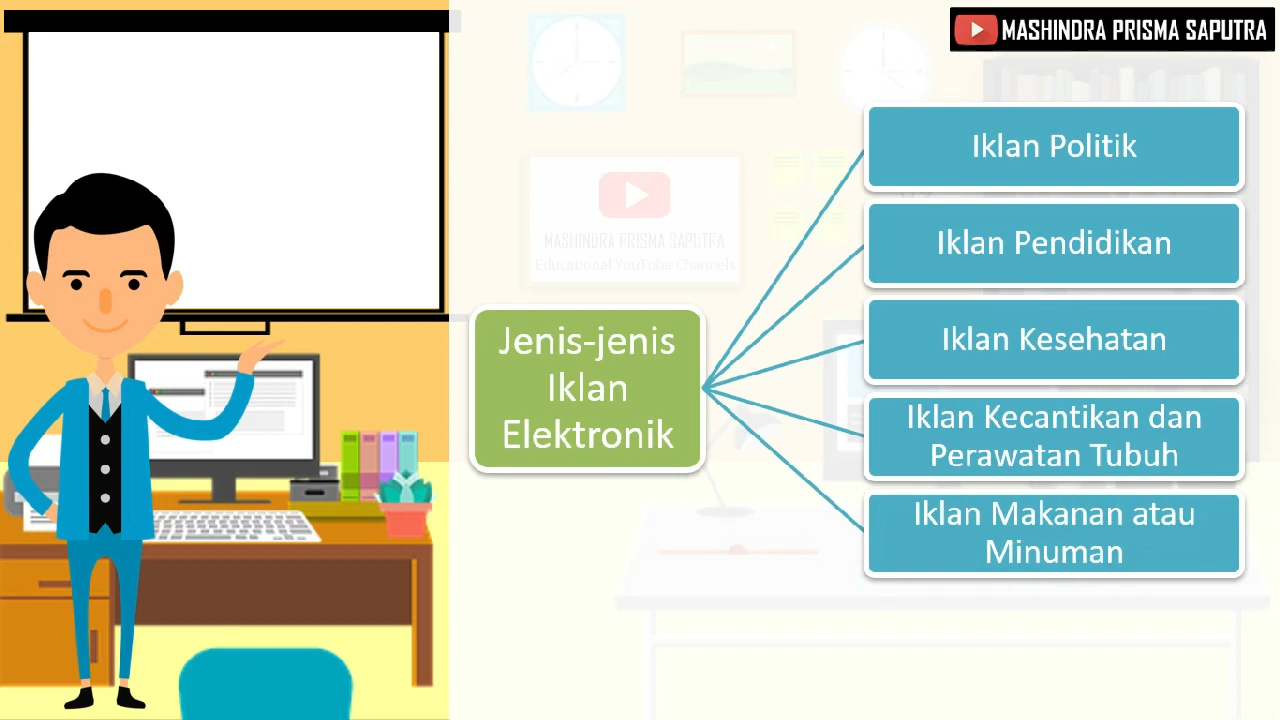 MASHINDRA PRISMA SAPUTRA
Iklan Politik
Iklan Pendidikan
MASHINDRA PRISMA SAPUTRA
Educational YouTube Channels
Iklan Kesehatan
Jenis-jenis
Iklan
Elektronik
Iklan Kecantikan dan
Perawatan Tubuh
Iklan Makanan atau
Minuman